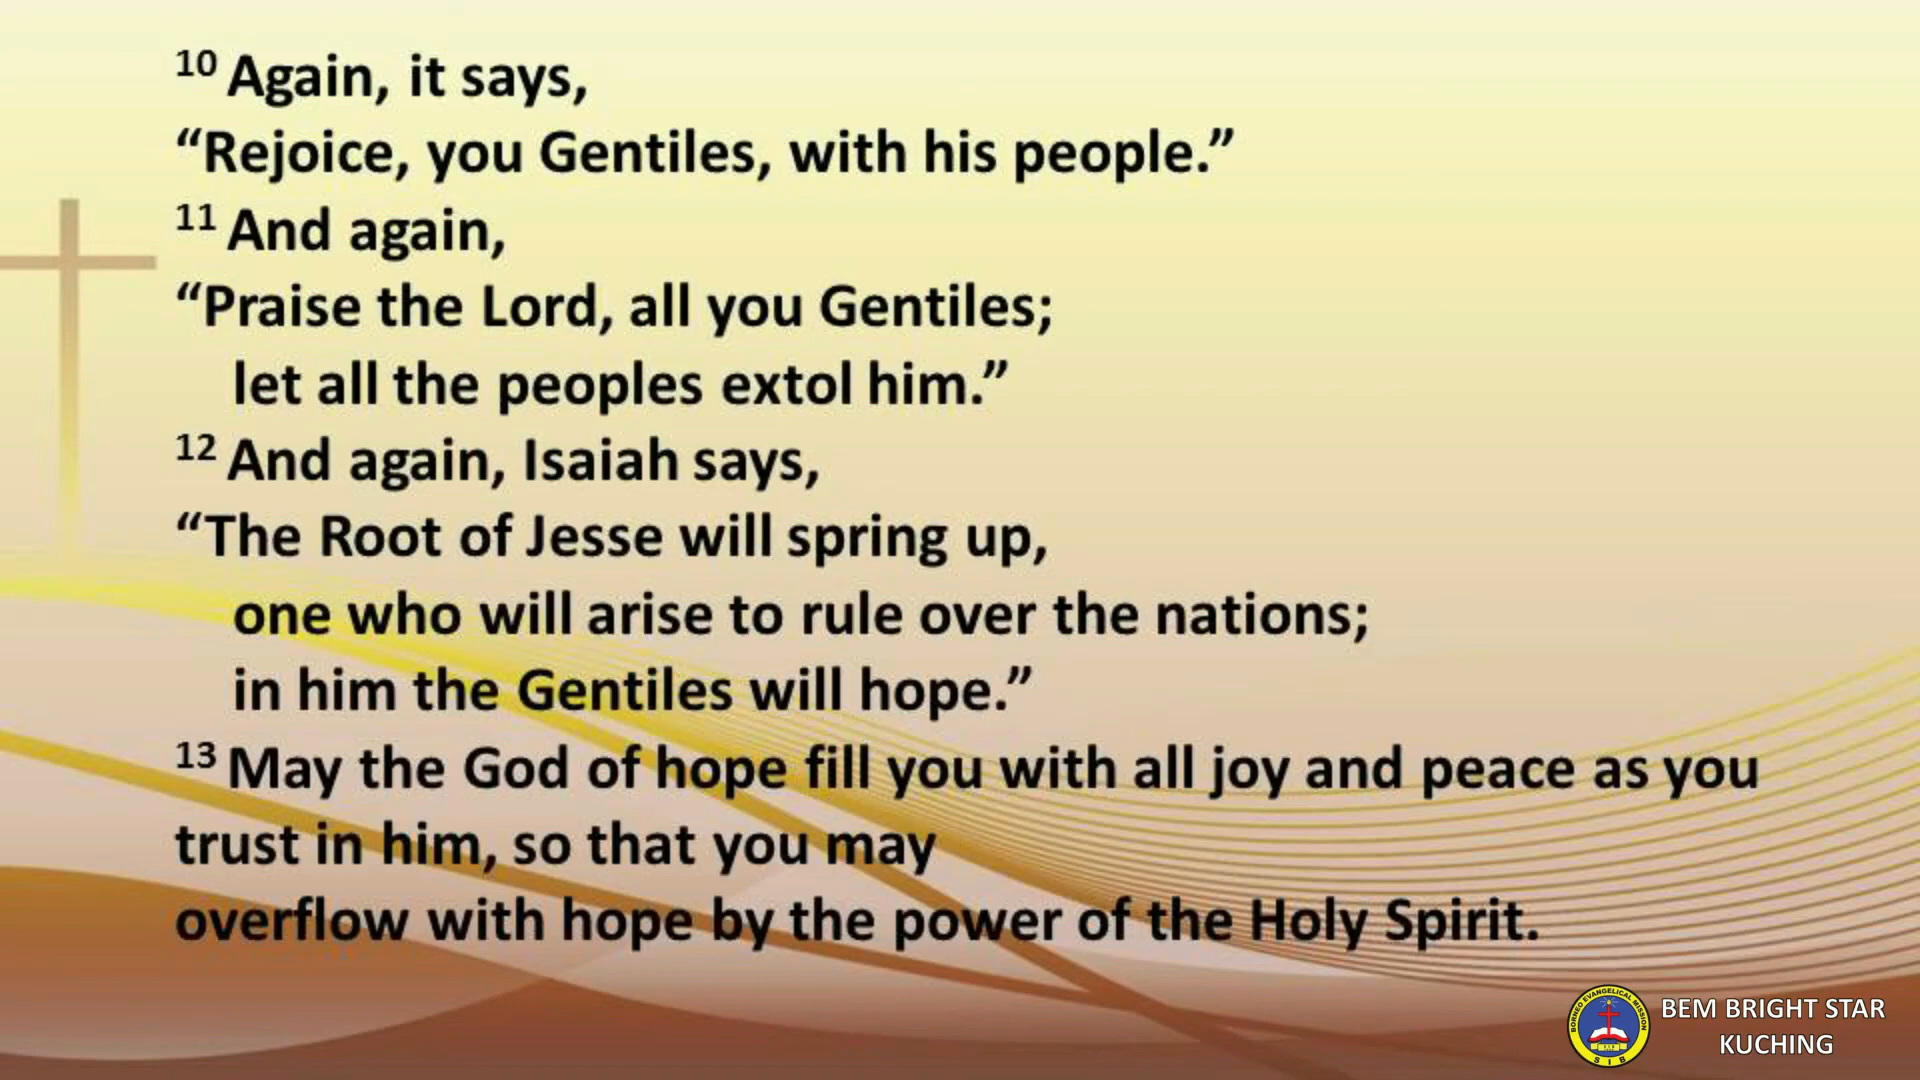 10 Again, it says,
“Rejoice, you Gentiles, with his people.”
11 And again,
“Praise the Lord, all you Gentiles;
let all the peoples extol him.”
12 And again, Isaiah says,
“The Root of Jesse will spring up,
one who will arise to rule over the nations;
in him the Gentiles will hope.”
13 May the God of hope fill you with all joy and peace as you
trust in him, so that you may
overflow with hope by the power of the Holy Spirit.
BORNEO EVANGELICAL MISSION
S I B
BEM BRIGHT STAR
KUCHING